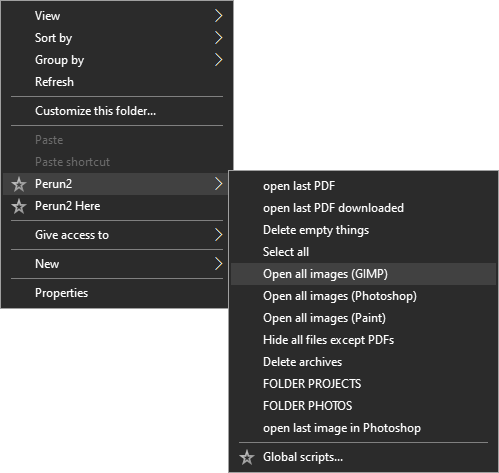 View
Sort by
Group by
Refresh
Customize this folder...
Paste
Paste shortcut
Perun2
Perun2 Here
Give access to
New
Properties
open last PDF
open last PDF downloaded
Delete empty things
Select all
Open all images (GIMP)
Open all images (Photoshop)
Open all images (Paint)
Hide all files except PDFs
Delete archives
FOLDER PROJECTS
FOLDER PHOTOS
open last image in Photoshop
Global scripts...